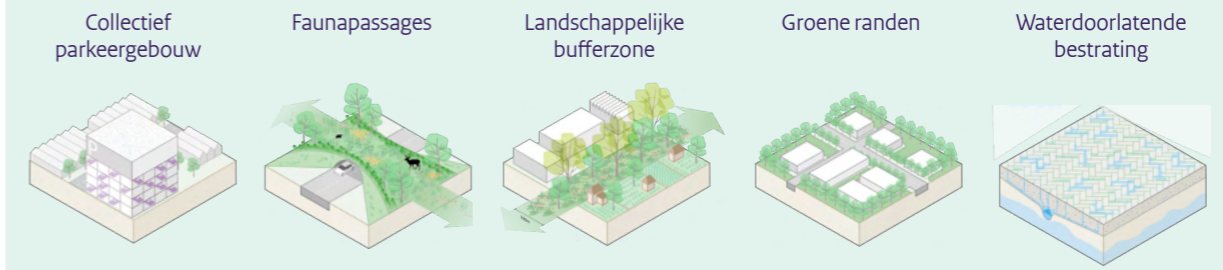 Collectief
parkeergebouw
Faunapassages
Landschappelijke
bufferzone
Groene randen
Waterdoorlatende
bestrating